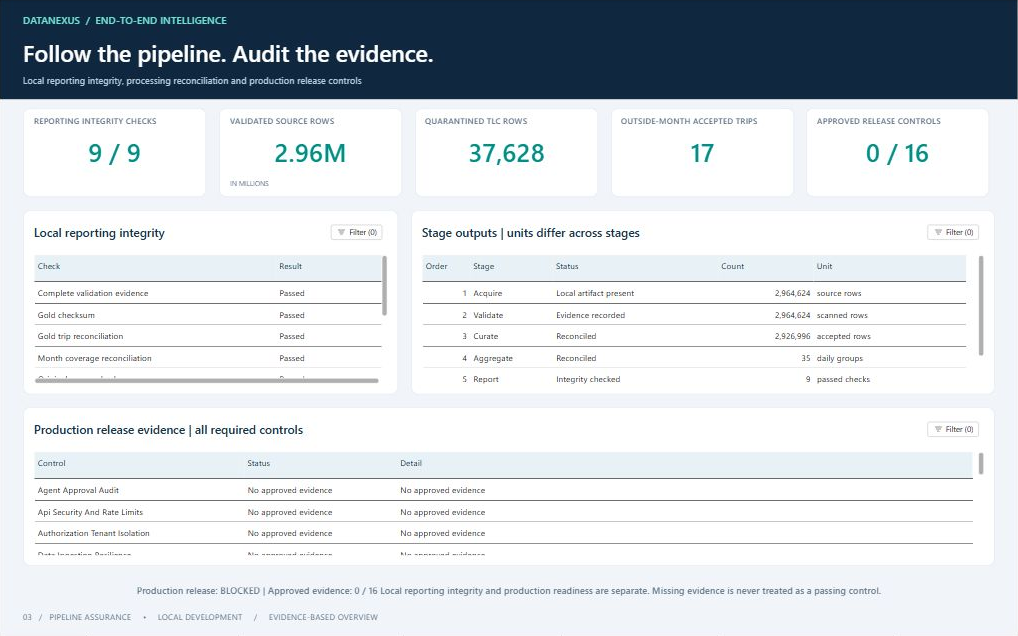 DATANEXUS / END-TO-END INTELLIGENCE
Follow the pipeline. Audit the evidence.
Local reporting integrity, processing reconciliation and production release controls
REPORTING INTEGRITY CHECKS
9 / 9
VALIDATED SOURCE ROWS
2.96M
IN MILLIONS
QUARANTINED TLC ROWS
37,628
OUTSIDE-MONTH ACCEPTED TRIPS
17
APPROVED RELEASE CONTROLS
0 / 16
Local reporting integrity
Filter (0)
Check Result
Complete validation evidence Passed
Gold checksum Passed
Gold trip reconciliation Passed
Month coverage reconciliation Passed
Stage outputs | units differ across stages
Filter (0)
Order Stage Status Count Unit
1 Acquire Local artifact present 2,964,624 source rows
2 Validate Evidence recorded 2,964,624 scanned rows
3 Curate Reconciled 2,926,996 accepted rows
4 Aggregate Reconciled 35 daily groups
5 Report Integrity checked 9 passed checks
Production release evidence | all required controls
Filter (0)
Control Status Detail
Agent Approval Audit No approved evidence No approved evidence
Api Security And Rate Limits No approved evidence No approved evidence
Authorization Tenant Isolation No approved evidence No approved evidence
Data Ingestion Resilience No approved evidence No approved evidence
Production release: BLOCKED | Approved evidence: 0 / 16 Local reporting integrity and production readiness are separate. Missing evidence is never treated as a passing control.
03 / PIPELINE ASSURANCE • LOCAL DEVELOPMENT / EVIDENCE-BASED OVERVIEW